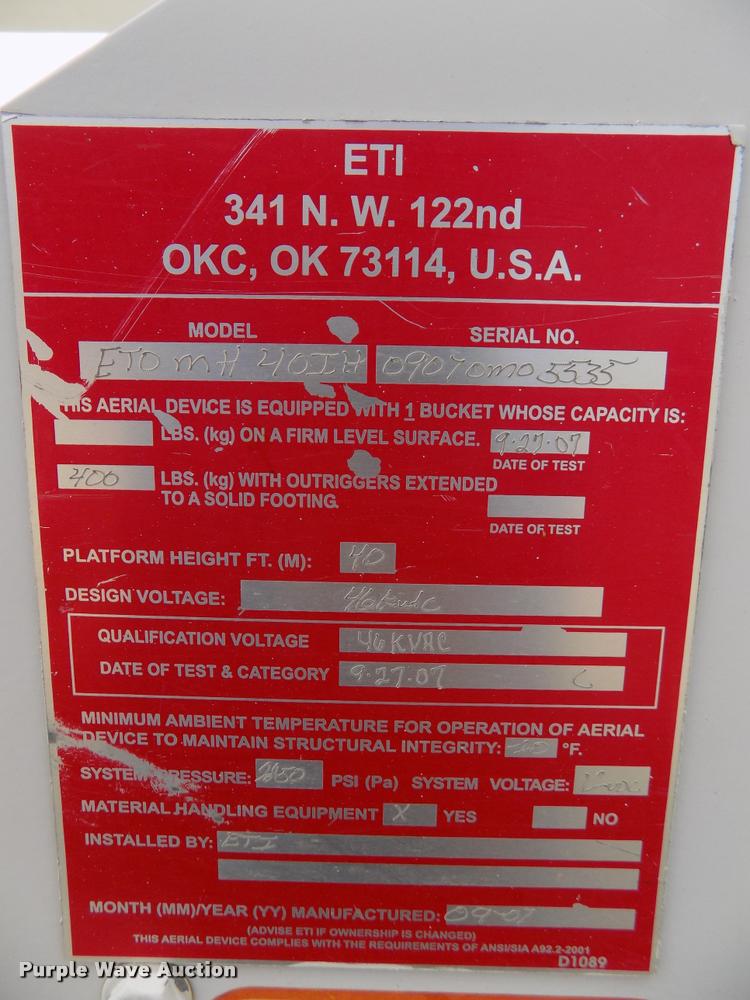 ETI
341 N. W. 122nd
OKC, OK 73114, U.S.A.
MODEL SERIAL NO.
MH 40IH 09070MO5535
THIS AERIAL DEVICE IS EQUIPPED WITH 1 BUCKET WHOSE CAPACITY IS:
LBS. (kg) ON A FIRM LEVEL SURFACE. 9-27-07
DATE OF TEST
400 LBS. (kg) WITH OUTRIGGERS EXTENDED
TO A SOLID FOOTING.
DATE OF TEST
PLATFORM HEIGHT FT. (M): 40
DESIGN VOLTAGE:
QUALIFICATION VOLTAGE 46KVAC
DATE OF TEST & CATEGORY 9-27-07 C
MINIMUM AMBIENT TEMPERATURE FOR OPERATION OF AERIAL
DEVICE TO MAINTAIN STRUCTURAL INTEGRITY: °F.
SYSTEM PRESSURE: PSI (Pa) SYSTEM VOLTAGE:
MATERIAL HANDLING EQUIPMENT X YES NO
INSTALLED BY: ETI
MONTH (MM)/YEAR (YY) MANUFACTURED: 09-07
(ADVISE ETI IF OWNERSHIP IS CHANGED)
THIS AERIAL DEVICE COMPLIES WITH THE REQUIREMENTS OF ANSI/SIA A92.2-2001
D1089
Purple Wave Auction